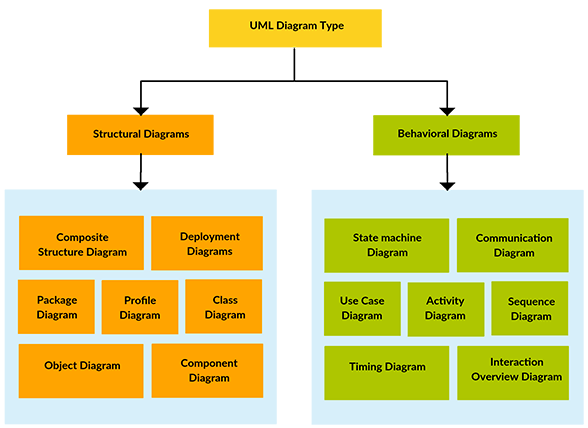 UML Diagram Type
Structural Diagrams
Behavioral Diagrams
Composite
Structure Diagram
Deployment
Diagrams
Package
Diagram
Profile
Diagram
Class
Diagram
Object Diagram
Component
Diagram
State machine
Diagram
Communication
Diagram
Use Case
Diagram
Activity
Diagram
Sequence
Diagram
Timing Diagram
Interaction
Overview Diagram